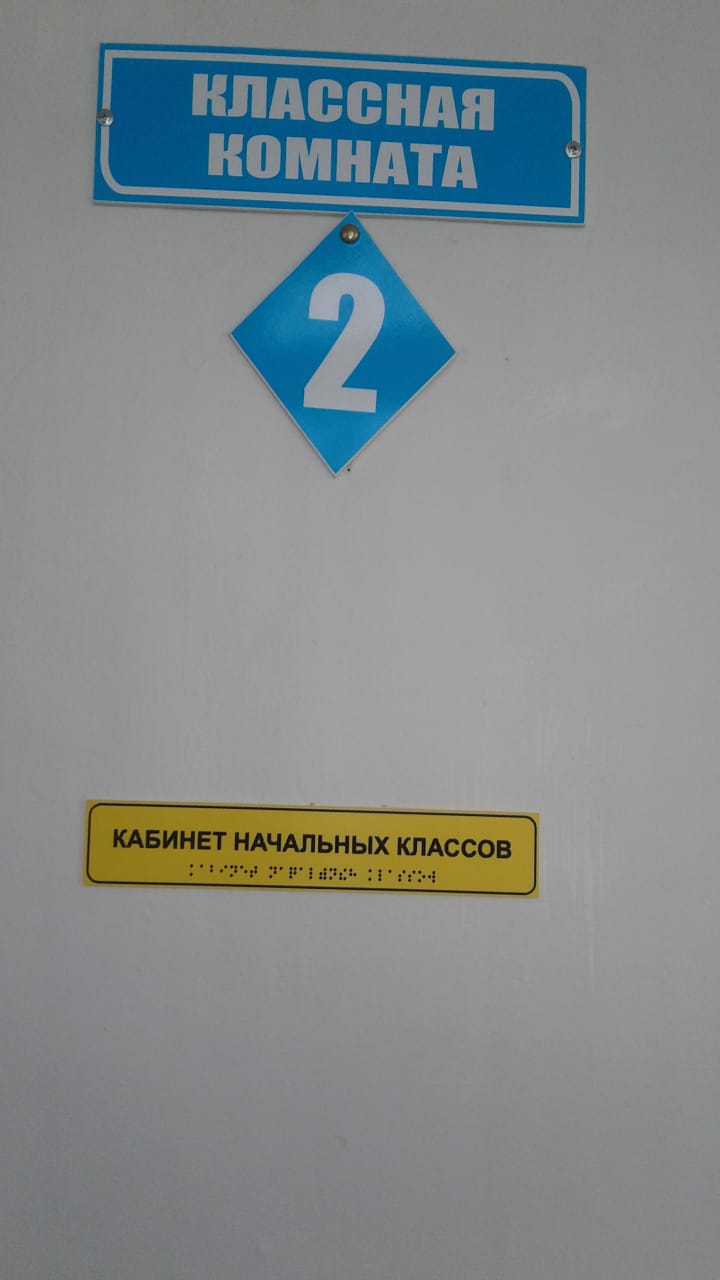 КЛАССНАЯ
КОМНАТА
2
КАБИНЕТ НАЧАЛЬНЫХ КЛАССОВ
⠅⠁⠃⠊⠝⠑⠞ ⠝⠁⠟⠁⠇⠾⠝⠮⠓ ⠅⠇⠁⠎⠎⠕⠺